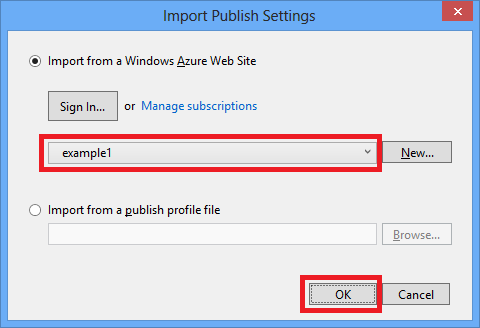 Import Publish Settings
Import from a Windows Azure Web Site
Sign In... or Manage subscriptions
example1 New...
Import from a publish profile file
Browse...
OK Cancel